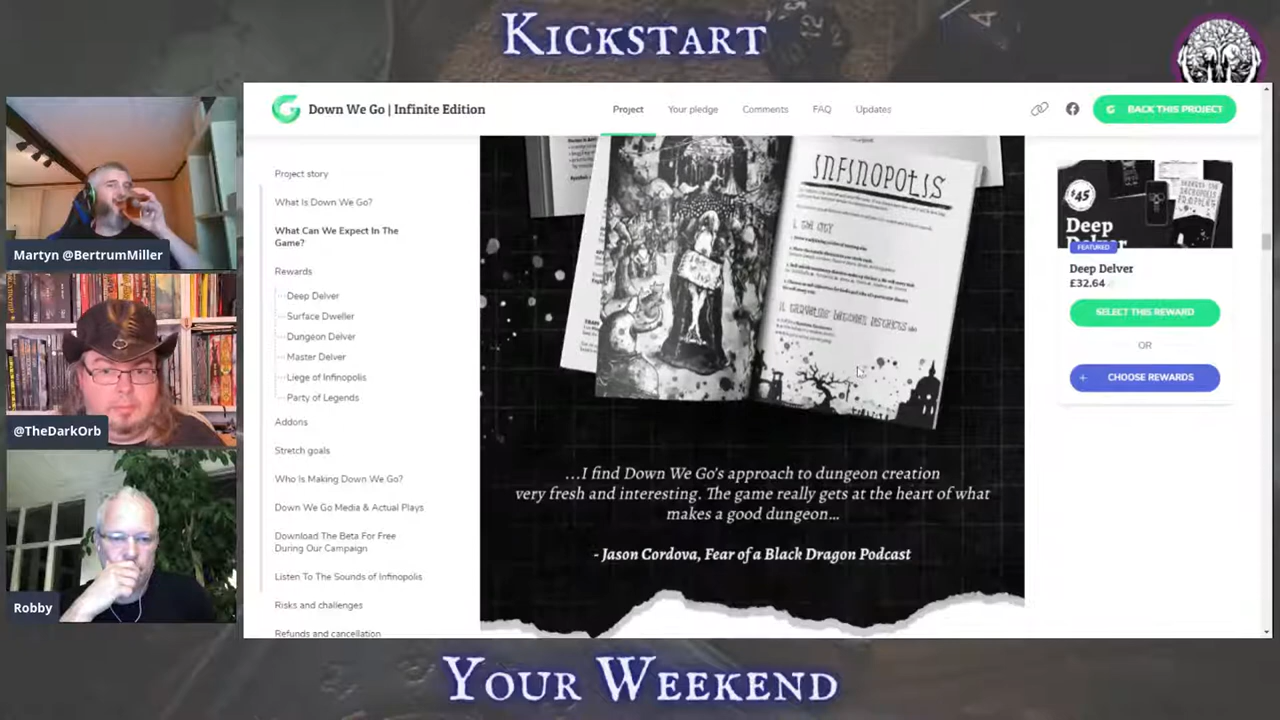 KICKSTART
Martyn @BertrumMiller
@TheDarkOrb
Robby
Down We Go | Infinite Edition
Project
Your pledge
Comments
FAQ
Updates
BACK THIS PROJECT
Project story
What Is Down We Go?
What Can We Expect In The
Game?
Rewards
Deep Delver
Surface Dweller
Dungeon Delver
Master Delver
Liege of Infinopolis
Party of Legends
Addons
Stretch goals
Who Is Making Down We Go?
Down We Go Media & Actual Plays
Download The Beta For Free
During Our Campaign
Listen To The Sounds of Infinopolis
Risks and challenges
Refunds and cancellation
INFINOPOLIS
I. THE CITY
...I find Down We Go's approach to dungeon creation
very fresh and interesting. The game really gets at the heart of what
makes a good dungeon...
- Jason Cordova, Fear of a Black Dragon Podcast
$45
Deep
Delver
FEATURED
Deep Delver
£32.64
SELECT THIS REWARD
OR
+ CHOOSE REWARDS
YOUR WEEKEND